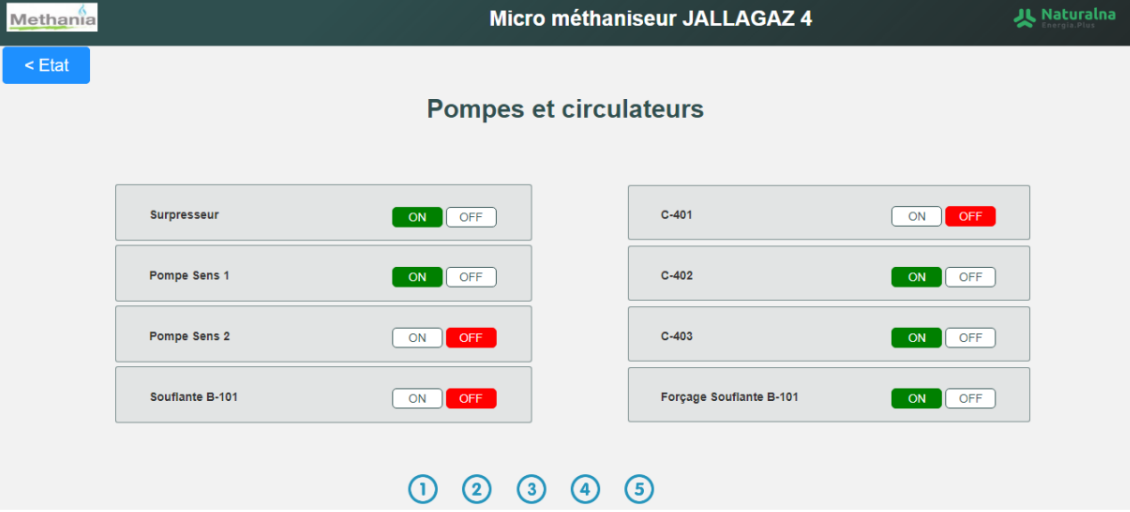 Methania
Micro méthaniseur JALLAGAZ 4
Naturalna
Energia.Plus
< Etat
Pompes et circulateurs
Surpresseur ON OFF
Pompe Sens 1 ON OFF
Pompe Sens 2 ON OFF
Souflante B-101 ON OFF
C-401 ON OFF
C-402 ON OFF
C-403 ON OFF
Forçage Souflante B-101 ON OFF
1 2 3 4 5